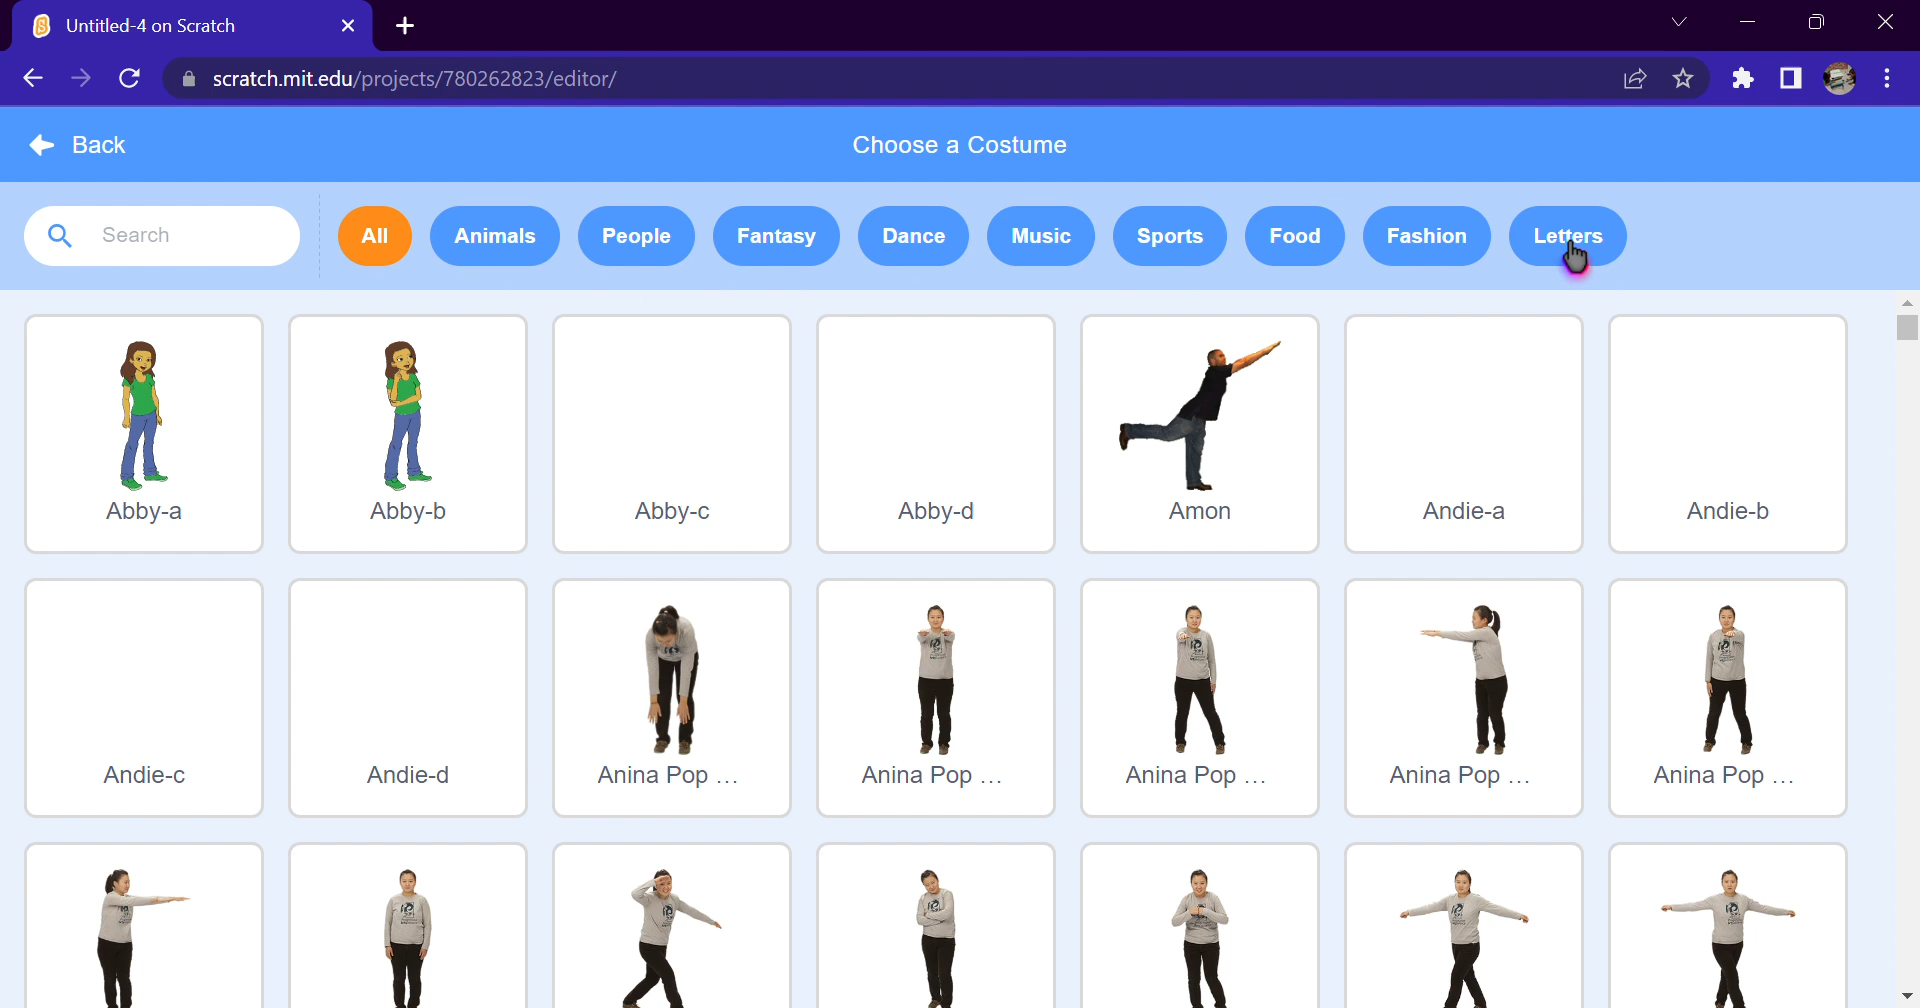 Untitled-4 on Scratch
scratch.mit.edu/projects/780262823/editor/
Back
Choose a Costume
Search
All
Animals
People
Fantasy
Dance
Music
Sports
Food
Fashion
Letters
Abby-a
Abby-b
Abby-c
Abby-d
Amon
Andie-a
Andie-b
Andie-c
Andie-d
Anina Pop ...
Anina Pop ...
Anina Pop ...
Anina Pop ...
Anina Pop ...